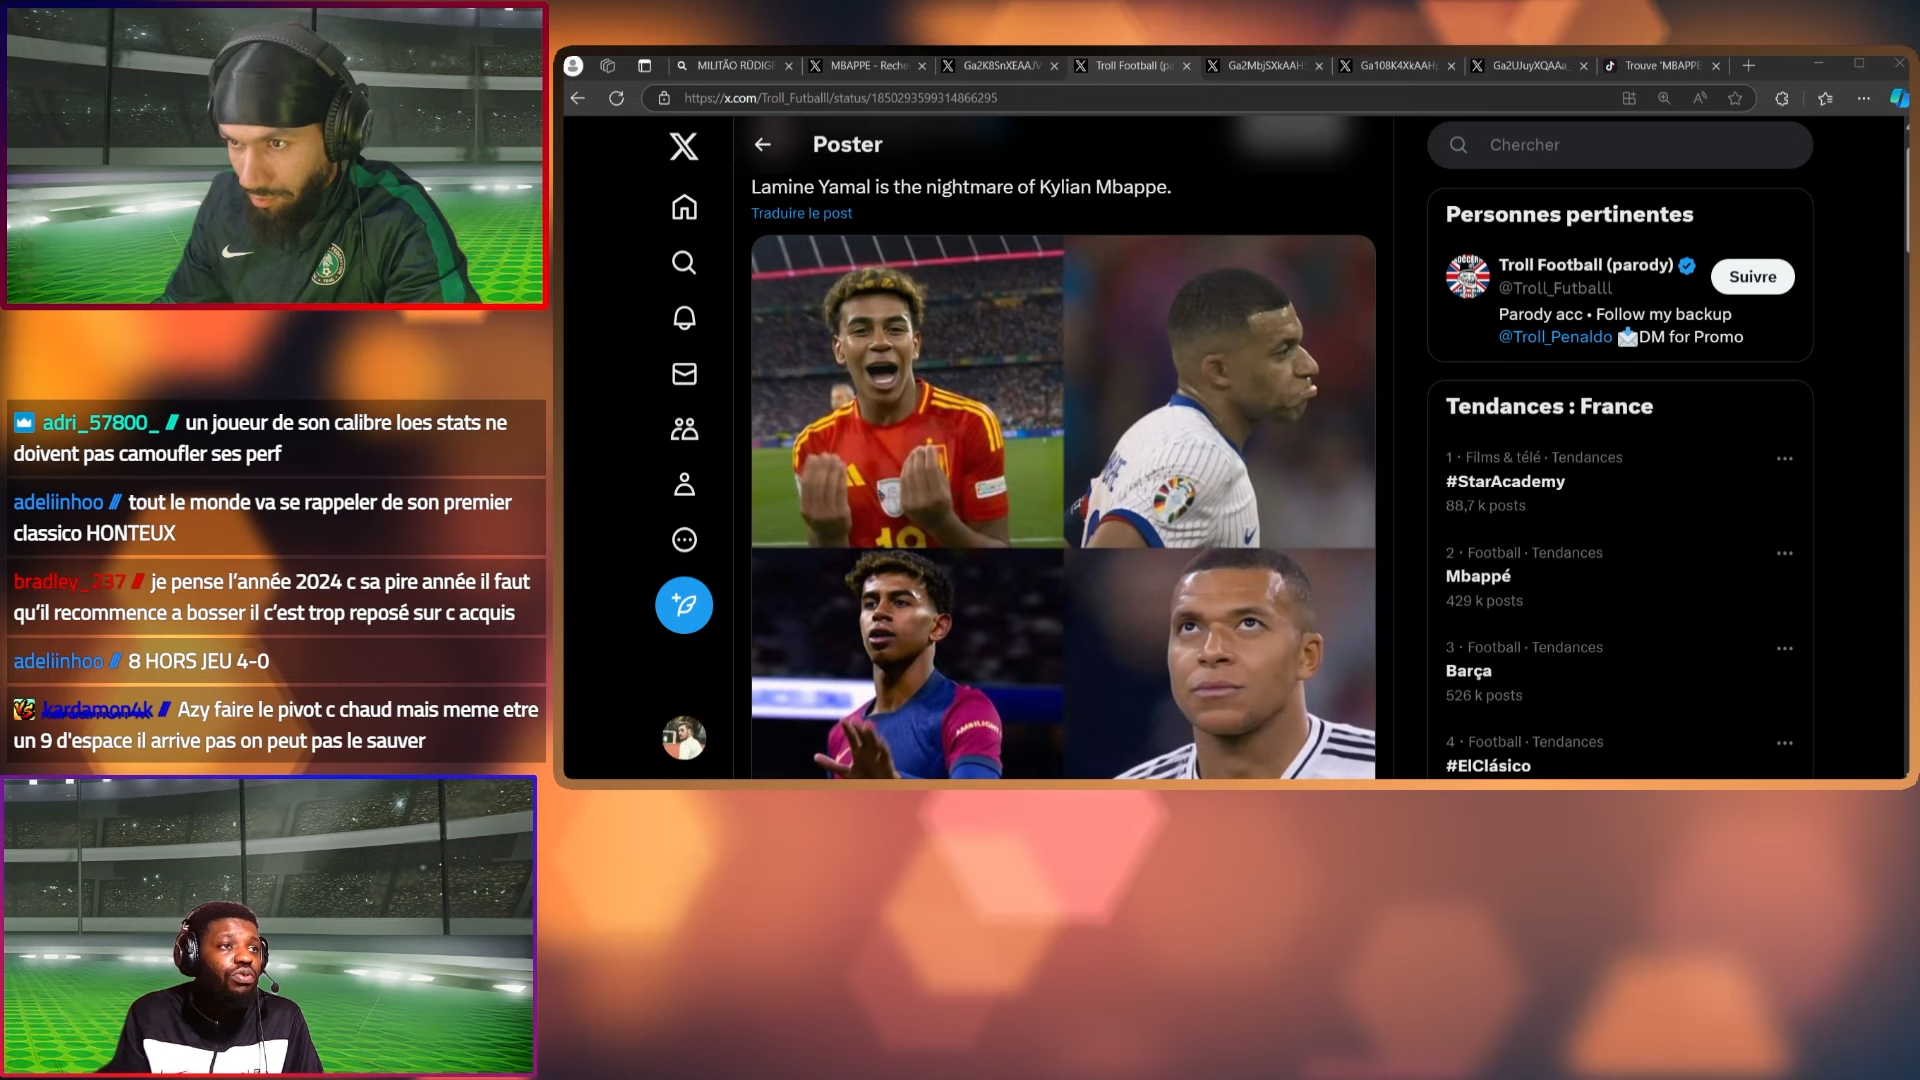 MILITÃO RÜDIGE
MBAPPE - Reche
Ga2K8SnXEAAJV
Troll Football (pa
Ga2MbjSXkAAH
Ga108K4XkAAH
Ga2UJuyXQAAa
Trouve 'MBAPPE
https://x.com/Troll_Futballl/status/1850293599314866295
Poster
Lamine Yamal is the nightmare of Kylian Mbappe.
Traduire le post
19
AMBILIGHT
Chercher
Personnes pertinentes
Troll Football (parody)
@Troll_Futballl
Suivre
Parody acc • Follow my backup
@Troll_Penaldo 📩DM for Promo
Tendances : France
1 · Films & télé · Tendances
#StarAcademy
88,7 k posts
2 · Football · Tendances
Mbappé
429 k posts
3 · Football · Tendances
Barça
526 k posts
4 · Football · Tendances
#ElClásico
adri_57800_ // un joueur de son calibre loes stats ne
doivent pas camoufler ses perf
adeliinhoo // tout le monde va se rappeler de son premier
classico HONTEUX
bradley_237 // je pense l’année 2024 c sa pire année il faut
qu’il recommence a bosser il c’est trop reposé sur c acquis
adeliinhoo // 8 HORS JEU 4-0
kardamon4k // Azy faire le pivot c chaud mais meme etre
un 9 d'espace il arrive pas on peut pas le sauver